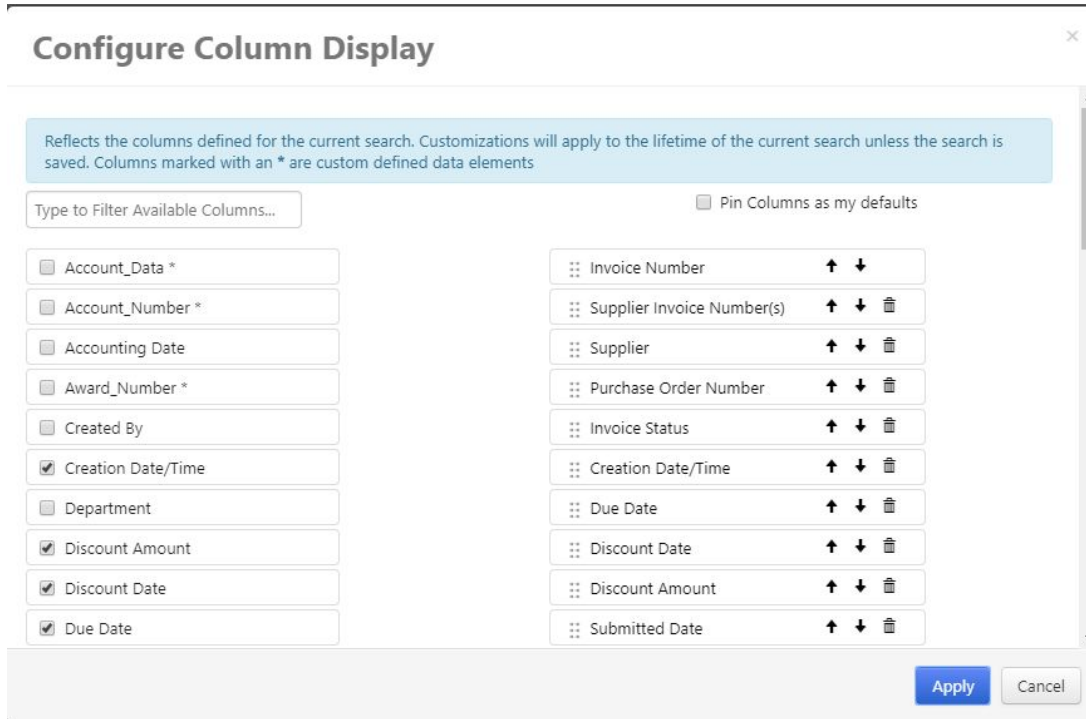 Configure Column Display
Reflects the columns defined for the current search. Customizations will apply to the lifetime of the current search unless the search is
saved. Columns marked with an * are custom defined data elements
Type to Filter Available Columns...
Pin Columns as my defaults
Account_Data *
Account_Number *
Accounting Date
Award_Number *
Created By
Creation Date/Time
Department
Discount Amount
Discount Date
Due Date
Invoice Number
Supplier Invoice Number(s)
Supplier
Purchase Order Number
Invoice Status
Creation Date/Time
Due Date
Discount Date
Discount Amount
Submitted Date
Apply
Cancel